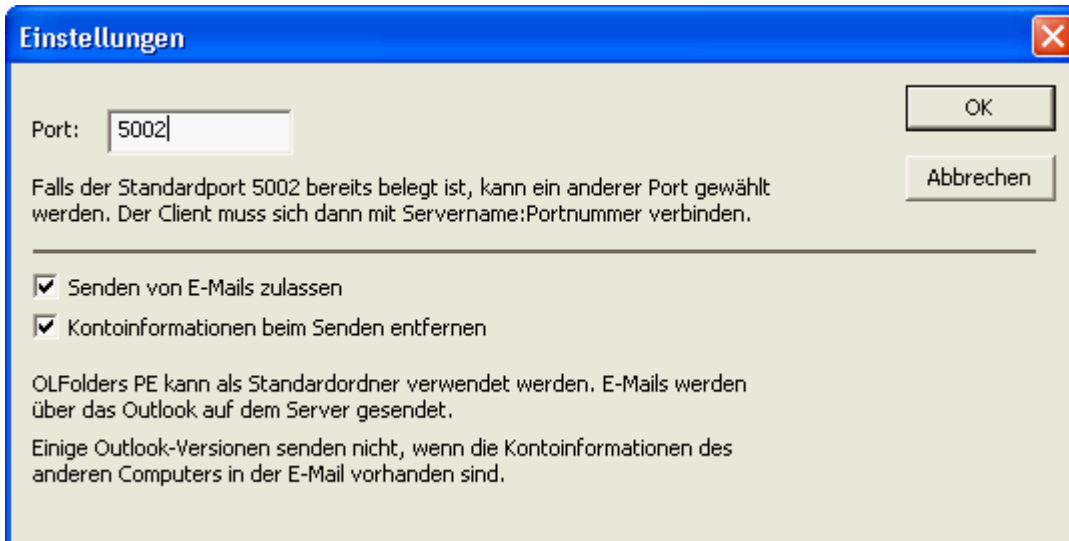 Einstellungen
Port: 5002
OK
Falls der Standardport 5002 bereits belegt ist, kann ein anderer Port gewählt
werden. Der Client muss sich dann mit Servername:Portnummer verbinden.
Abbrechen
Senden von E-Mails zulassen
Kontoinformationen beim Senden entfernen
OLFolders PE kann als Standardordner verwendet werden. E-Mails werden
über das Outlook auf dem Server gesendet.
Einige Outlook-Versionen senden nicht, wenn die Kontoinformationen des
anderen Computers in der E-Mail vorhanden sind.